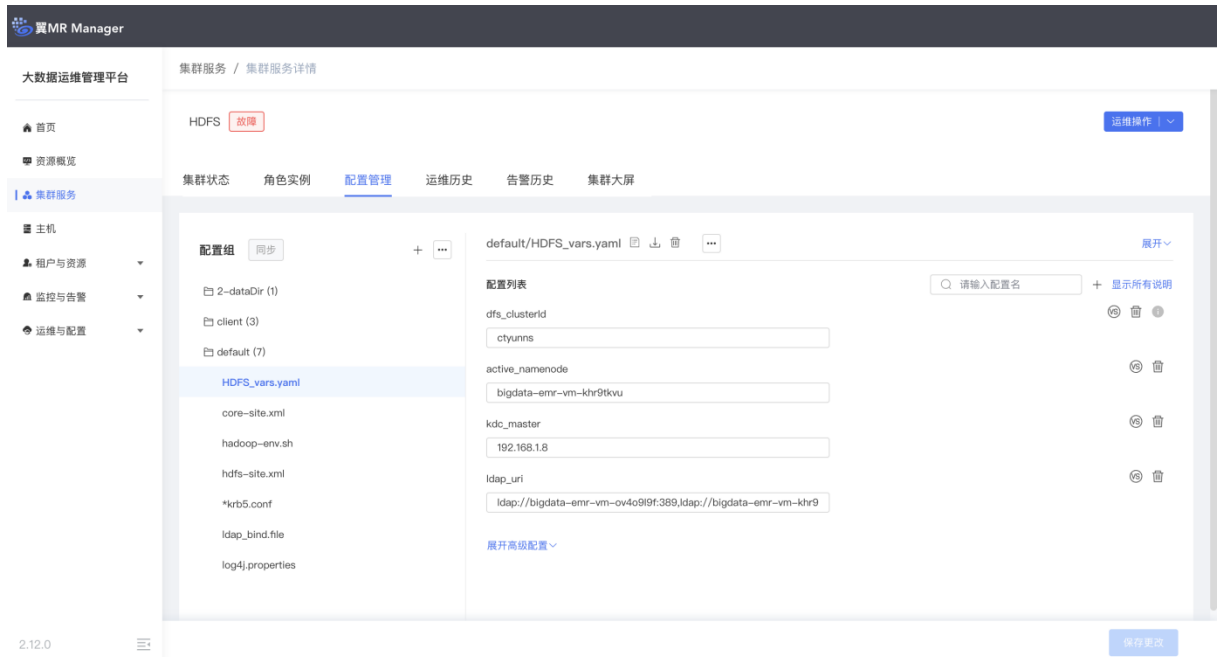 翼MR Manager
大数据运维管理平台
集群服务 / 集群服务详情
首页
资源概览
集群服务
主机
租户与资源
监控与告警
运维与配置
2.12.0
HDFS 故障
运维操作
集群状态 角色实例 配置管理 运维历史 告警历史 集群大屏
配置组 同步
2-dataDir (1)
client (3)
default (7)
HDFS_vars.yaml
core-site.xml
hadoop-env.sh
hdfs-site.xml
*krb5.conf
ldap_bind.file
log4j.properties
default/HDFS_vars.yaml
展开
配置列表
请输入配置名
显示所有说明
dfs_clusterId
VS
ctyunns
active_namenode
VS
bigdata-emr-vm-khr9tkvu
kdc_master
VS
192.168.1.8
ldap_uri
VS
ldap://bigdata-emr-vm-ov4o9l9f:389,ldap://bigdata-emr-vm-khr9
展开高级配置
保存更改